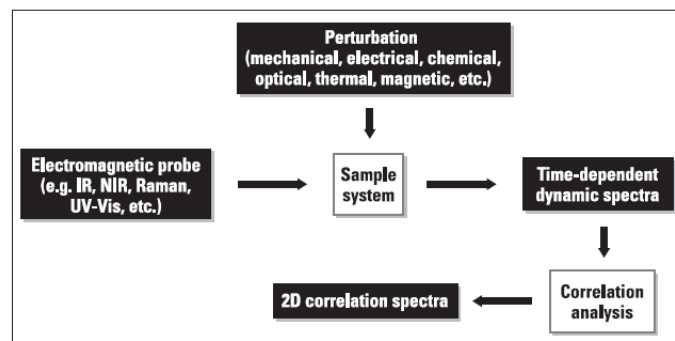 Perturbation
(mechanical, electrical, chemical,
optical, thermal, magnetic, etc.)
Electromagnetic probe
(e.g. IR, NIR, Raman,
UV-Vis, etc.)
Sample
system
Time-dependent
dynamic spectra
2D correlation spectra
Correlation
analysis